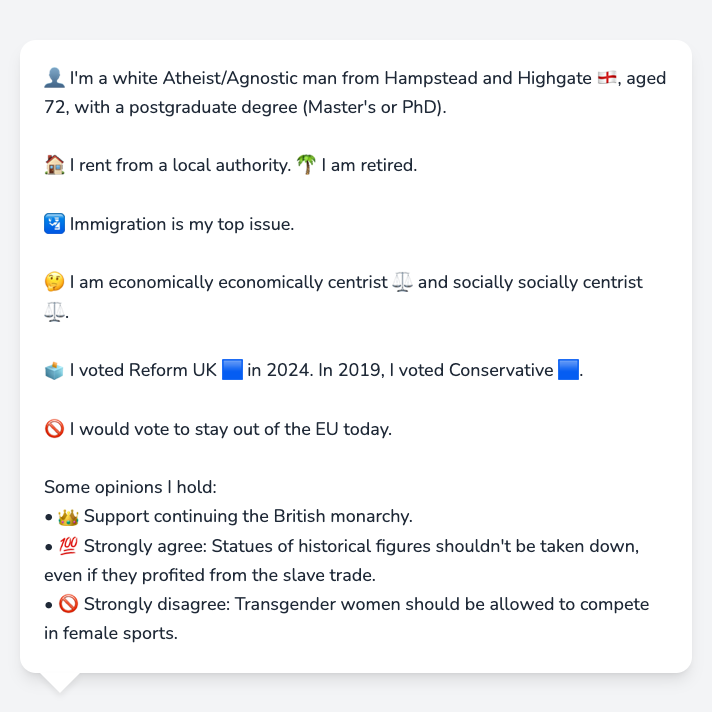 👤 I'm a white Atheist/Agnostic man from Hampstead and Highgate 🏴󠁧󠁢󠁥󠁮󠁧󠁿, aged
72, with a postgraduate degree (Master's or PhD).
🏠 I rent from a local authority. 🌴 I am retired.
🛂 Immigration is my top issue.
🤔 I am economically economically centrist ⚖️ and socially socially centrist
⚖️.
🗳️ I voted Reform UK 🟦 in 2024. In 2019, I voted Conservative 🟦.
🚫 I would vote to stay out of the EU today.
Some opinions I hold:
• 👑 Support continuing the British monarchy.
• 💯 Strongly agree: Statues of historical figures shouldn't be taken down,
even if they profited from the slave trade.
• 🚫 Strongly disagree: Transgender women should be allowed to compete
in female sports.